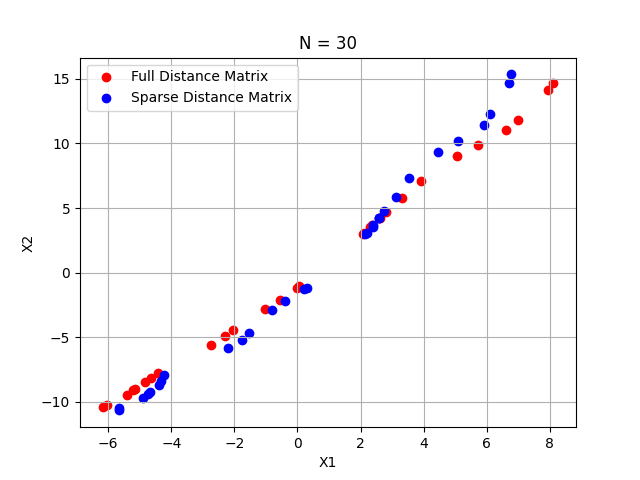 N = 30
Full Distance Matrix
Sparse Distance Matrix
X2
15
10
5
0
−5
−10
−6 −4 −2 0 2 4 6 8
X1